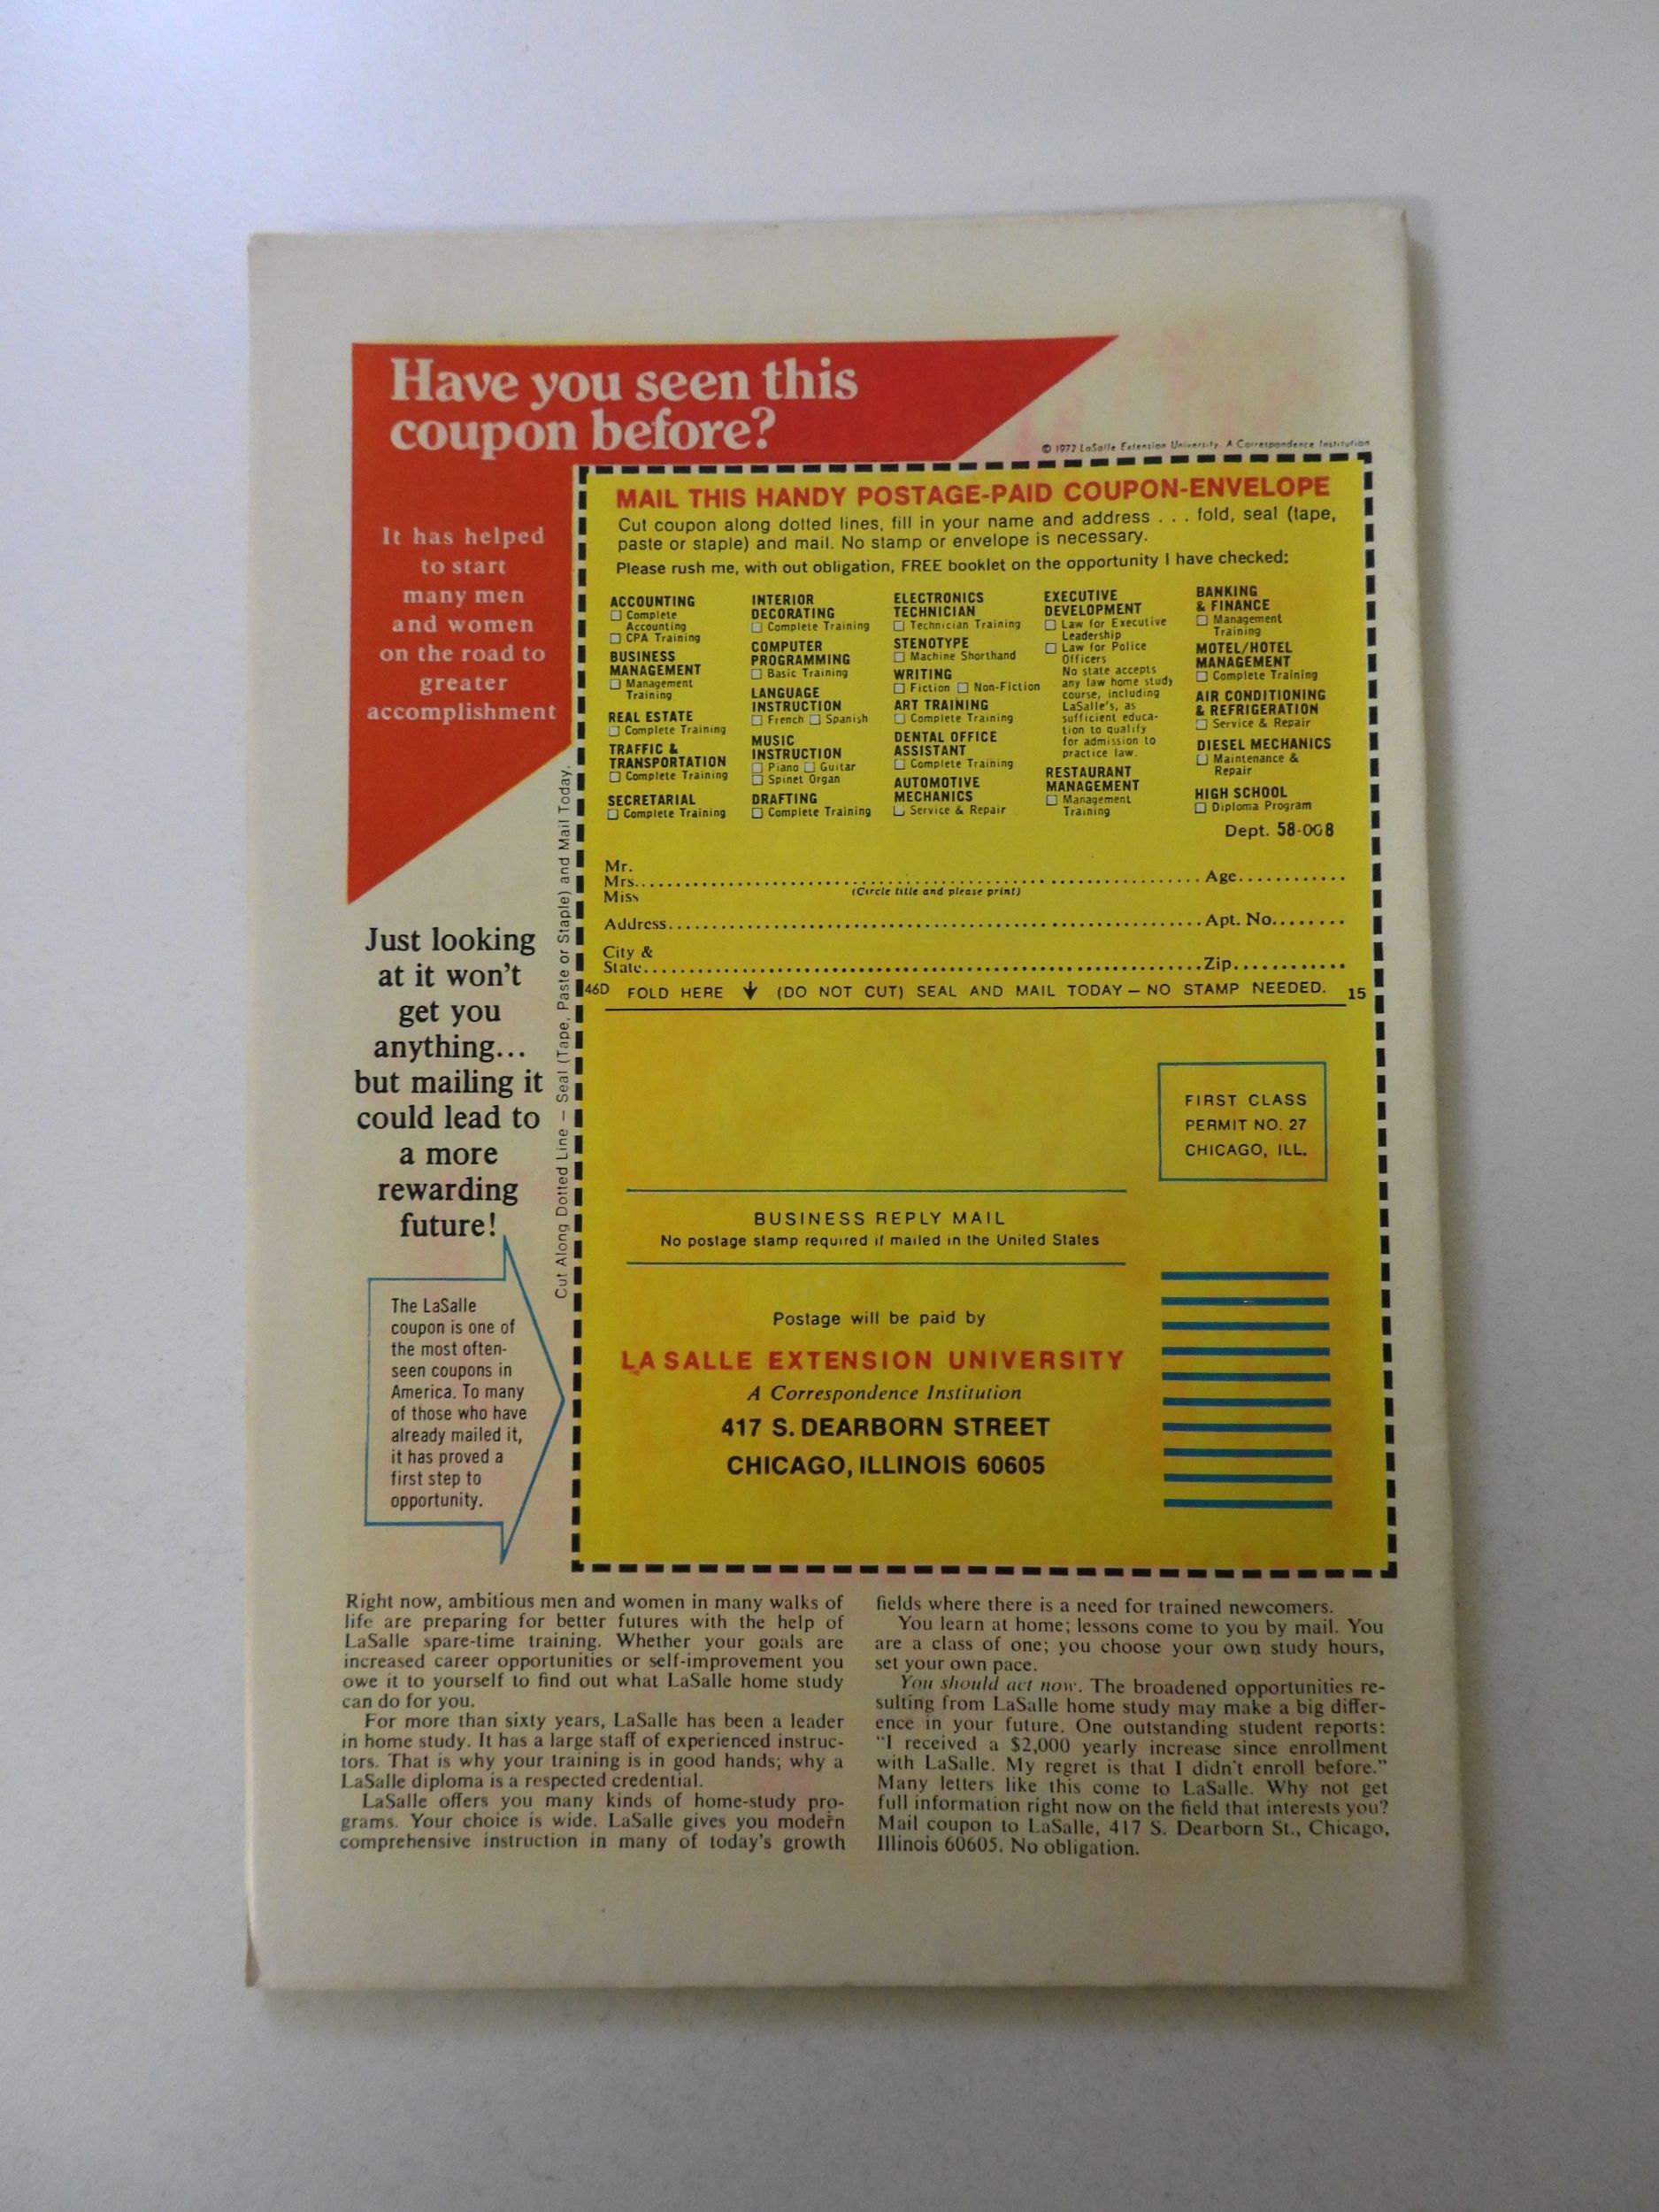 Have you seen this
coupon before?
It has helped
to start
many men
and women
on the road to
greater
accomplishment
Just looking
at it won't
get you
anything...
but mailing it
could lead to
a more
rewarding
future!
The LaSalle
coupon is one of
the most often-
seen coupons in
America. To many
of those who have
already mailed it,
it has proved a
first step to
opportunity.
Cut Along Dotted Line — Seal (Tape, Paste or Staple) and Mail Today.
© 1972 LaSalle Extension University A Correspondence Institution
MAIL THIS HANDY POSTAGE-PAID COUPON-ENVELOPE
Cut coupon along dotted lines, fill in your name and address . . . fold, seal (tape,
paste or staple) and mail. No stamp or envelope is necessary.
Please rush me, with out obligation, FREE booklet on the opportunity I have checked:
ACCOUNTING
☐ Complete
Accounting
☐ CPA Training
BUSINESS
MANAGEMENT
☐ Management
Training
REAL ESTATE
☐ Complete Training
TRAFFIC &
TRANSPORTATION
☐ Complete Training
SECRETARIAL
☐ Complete Training
INTERIOR
DECORATING
☐ Complete Training
COMPUTER
PROGRAMMING
☐ Basic Training
LANGUAGE
INSTRUCTION
☐ French ☐ Spanish
MUSIC
INSTRUCTION
☐ Piano ☐ Guitar
☐ Spinet Organ
DRAFTING
☐ Complete Training
ELECTRONICS
TECHNICIAN
☐ Technician Training
STENOTYPE
☐ Machine Shorthand
WRITING
☐ Fiction ☐ Non-Fiction
ART TRAINING
☐ Complete Training
DENTAL OFFICE
ASSISTANT
☐ Complete Training
AUTOMOTIVE
MECHANICS
☐ Service & Repair
EXECUTIVE
DEVELOPMENT
☐ Law for Executive
Leadership
☐ Law for Police
Officers
No state accepts
any law home study
course, including
LaSalle's, as
sufficient educa-
tion to qualify
for admission to
practice law.
RESTAURANT
MANAGEMENT
☐ Management
Training
BANKING
& FINANCE
☐ Management
Training
MOTEL/HOTEL
MANAGEMENT
☐ Complete Training
AIR CONDITIONING
& REFRIGERATION
☐ Service & Repair
DIESEL MECHANICS
☐ Maintenance &
Repair
HIGH SCHOOL
☐ Diploma Program
Dept. 58-008
Mr.
Mrs. Age
Miss (Circle title and please print)
Address Apt. No.
City &
State Zip
46D FOLD HERE ↓ (DO NOT CUT) SEAL AND MAIL TODAY — NO STAMP NEEDED. 15
FIRST CLASS
PERMIT NO. 27
CHICAGO, ILL.
BUSINESS REPLY MAIL
No postage stamp required if mailed in the United States
Postage will be paid by
LA SALLE EXTENSION UNIVERSITY
A Correspondence Institution
417 S. DEARBORN STREET
CHICAGO, ILLINOIS 60605
Right now, ambitious men and women in many walks of
life are preparing for better futures with the help of
LaSalle spare-time training. Whether your goals are
increased career opportunities or self-improvement you
owe it to yourself to find out what LaSalle home study
can do for you.
For more than sixty years, LaSalle has been a leader
in home study. It has a large staff of experienced instruc-
tors. That is why your training is in good hands; why a
LaSalle diploma is a respected credential.
LaSalle offers you many kinds of home-study pro-
grams. Your choice is wide. LaSalle gives you modern
comprehensive instruction in many of today's growth
fields where there is a need for trained newcomers.
You learn at home; lessons come to you by mail. You
are a class of one; you choose your own study hours,
set your own pace.
You should act now. The broadened opportunities re-
sulting from LaSalle home study may make a big differ-
ence in your future. One outstanding student reports:
"I received a $2,000 yearly increase since enrollment
with LaSalle. My regret is that I didn't enroll before."
Many letters like this come to LaSalle. Why not get
full information right now on the field that interests you?
Mail coupon to LaSalle, 417 S. Dearborn St., Chicago,
Illinois 60605. No obligation.